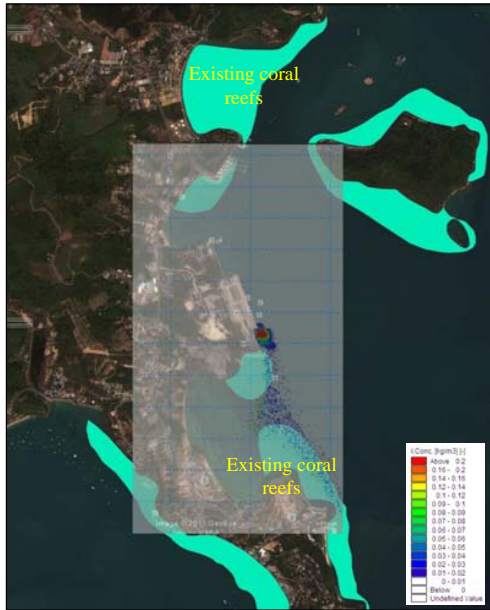 Existing coral
reefs
Existing coral
reefs
Conc. [kg/m3] [-]
Above 0.2
0.16 - 0.2
0.14 - 0.16
0.12 - 0.14
0.1 - 0.12
0.09 - 0.1
0.08 - 0.09
0.07 - 0.08
0.06 - 0.07
0.05 - 0.06
0.04 - 0.05
0.03 - 0.04
0.02 - 0.03
0.01 - 0.02
0 - 0.01
Below 0
Undefined Value